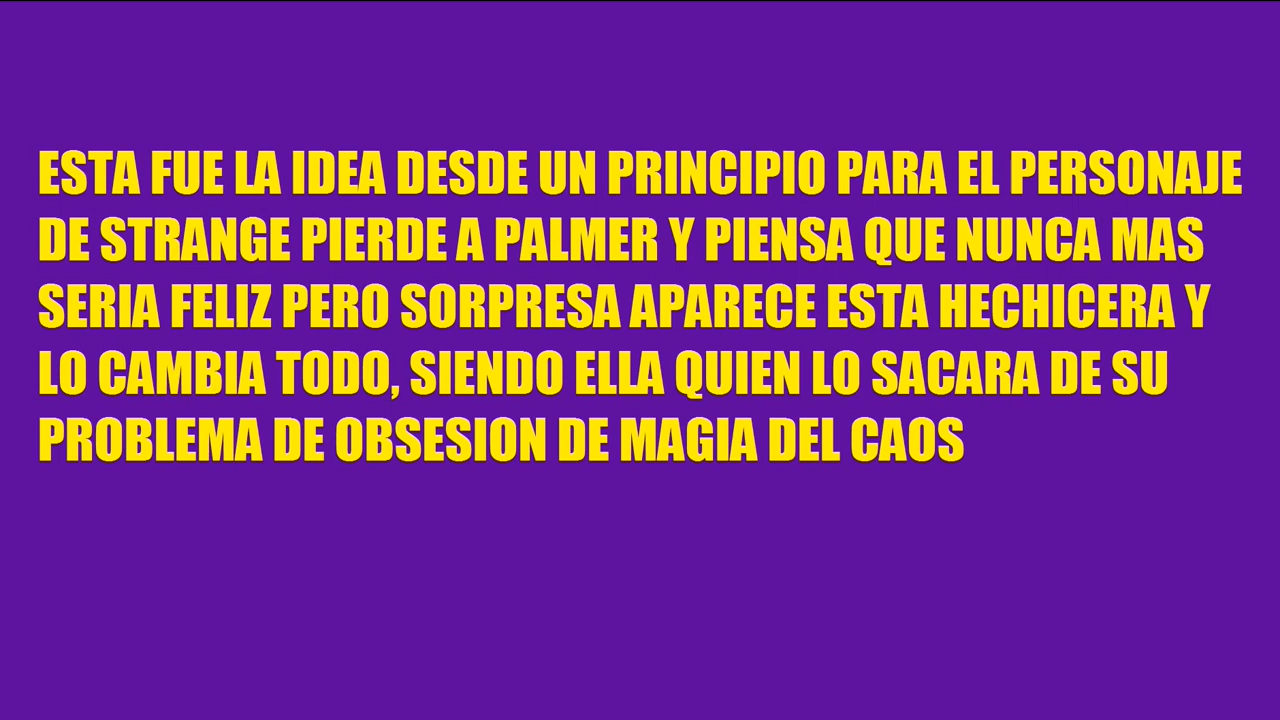 ESTA FUE LA IDEA DESDE UN PRINCIPIO PARA EL PERSONAJE
DE STRANGE PIERDE A PALMER Y PIENSA QUE NUNCA MAS
SERIA FELIZ PERO SORPRESA APARECE ESTA HECHICERA Y
LO CAMBIA TODO, SIENDO ELLA QUIEN LO SACARA DE SU
PROBLEMA DE OBSESION DE MAGIA DEL CAOS